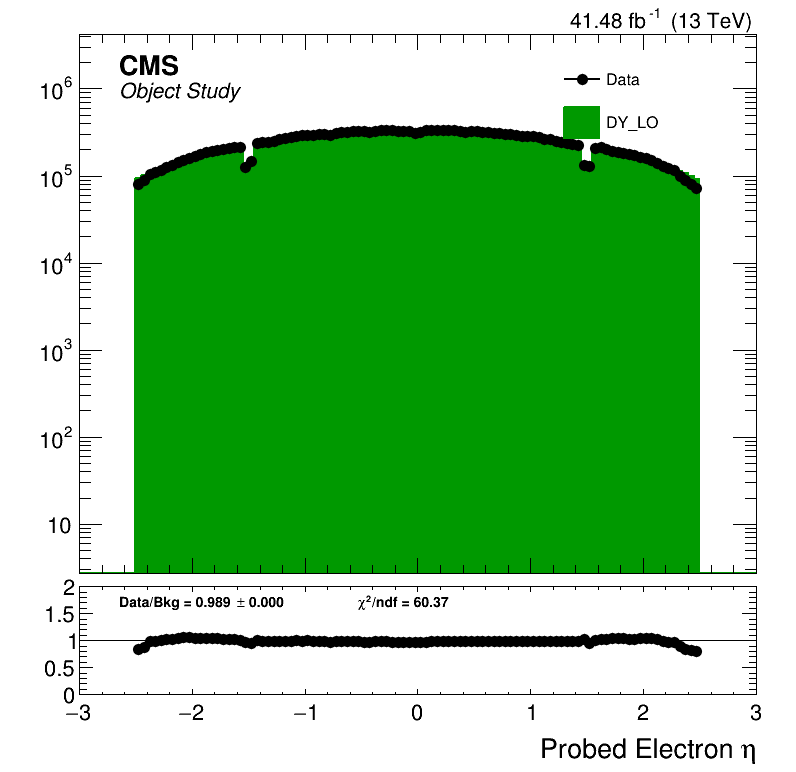 41.48 fb⁻¹ (13 TeV)
CMS
Object Study
Data
DY_LO
10⁶
10⁵
10⁴
10³
10²
10
Data/Bkg = 0.989 ± 0.000
χ²/ndf = 60.37
2
1.5
1
0.5
0
−3 −2 −1 0 1 2 3
Probed Electron η